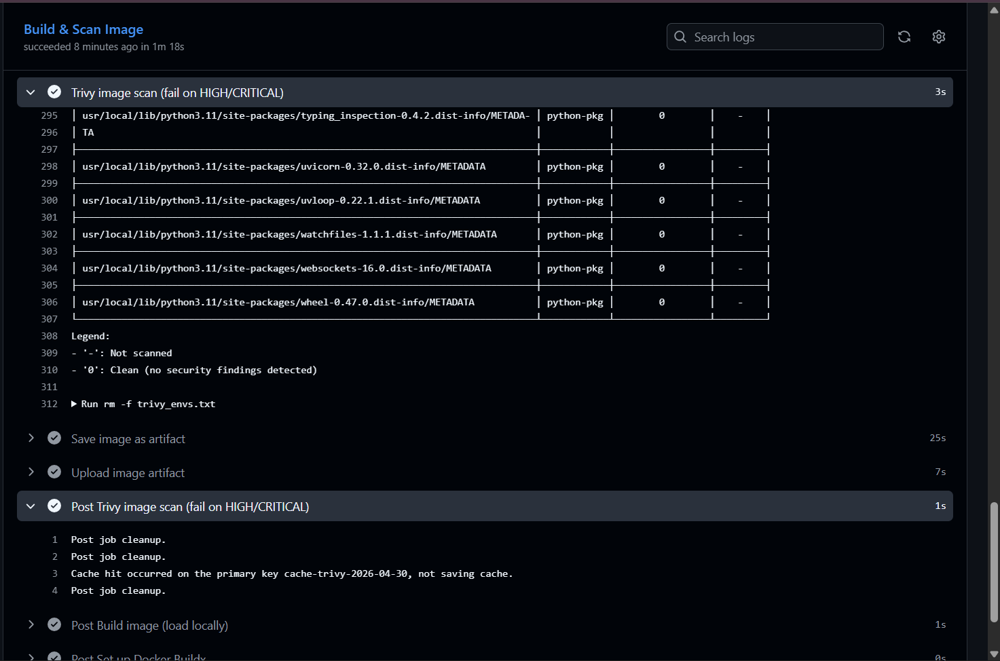 Build & Scan Image
succeeded 8 minutes ago in 1m 18s
Search logs
Trivy image scan (fail on HIGH/CRITICAL) 3s
295 │ usr/local/lib/python3.11/site-packages/typing_inspection-0.4.2.dist-info/METADA- │ python-pkg │ 0 │ - │
296 │ TA │ │ │ │
297 ├───┼───┼───┼───┤
298 │ usr/local/lib/python3.11/site-packages/uvicorn-0.32.0.dist-info/METADATA │ python-pkg │ 0 │ - │
299 ├───┼───┼───┼───┤
300 │ usr/local/lib/python3.11/site-packages/uvloop-0.22.1.dist-info/METADATA │ python-pkg │ 0 │ - │
301 ├───┼───┼───┼───┤
302 │ usr/local/lib/python3.11/site-packages/watchfiles-1.1.1.dist-info/METADATA │ python-pkg │ 0 │ - │
303 ├───┼───┼───┼───┤
304 │ usr/local/lib/python3.11/site-packages/websockets-16.0.dist-info/METADATA │ python-pkg │ 0 │ - │
305 ├───┼───┼───┼───┤
306 │ usr/local/lib/python3.11/site-packages/wheel-0.47.0.dist-info/METADATA │ python-pkg │ 0 │ - │
307 └───┴───┴───┴───┘
308 Legend:
309 - '-': Not scanned
310 - '0': Clean (no security findings detected)
311
312 ▶ Run rm -f trivy_envs.txt
Save image as artifact 25s
Upload image artifact 7s
Post Trivy image scan (fail on HIGH/CRITICAL) 1s
1 Post job cleanup.
2 Post job cleanup.
3 Cache hit occurred on the primary key cache-trivy-2026-04-30, not saving cache.
4 Post job cleanup.
Post Build image (load locally) 1s
Post Set up Docker Buildx 0s